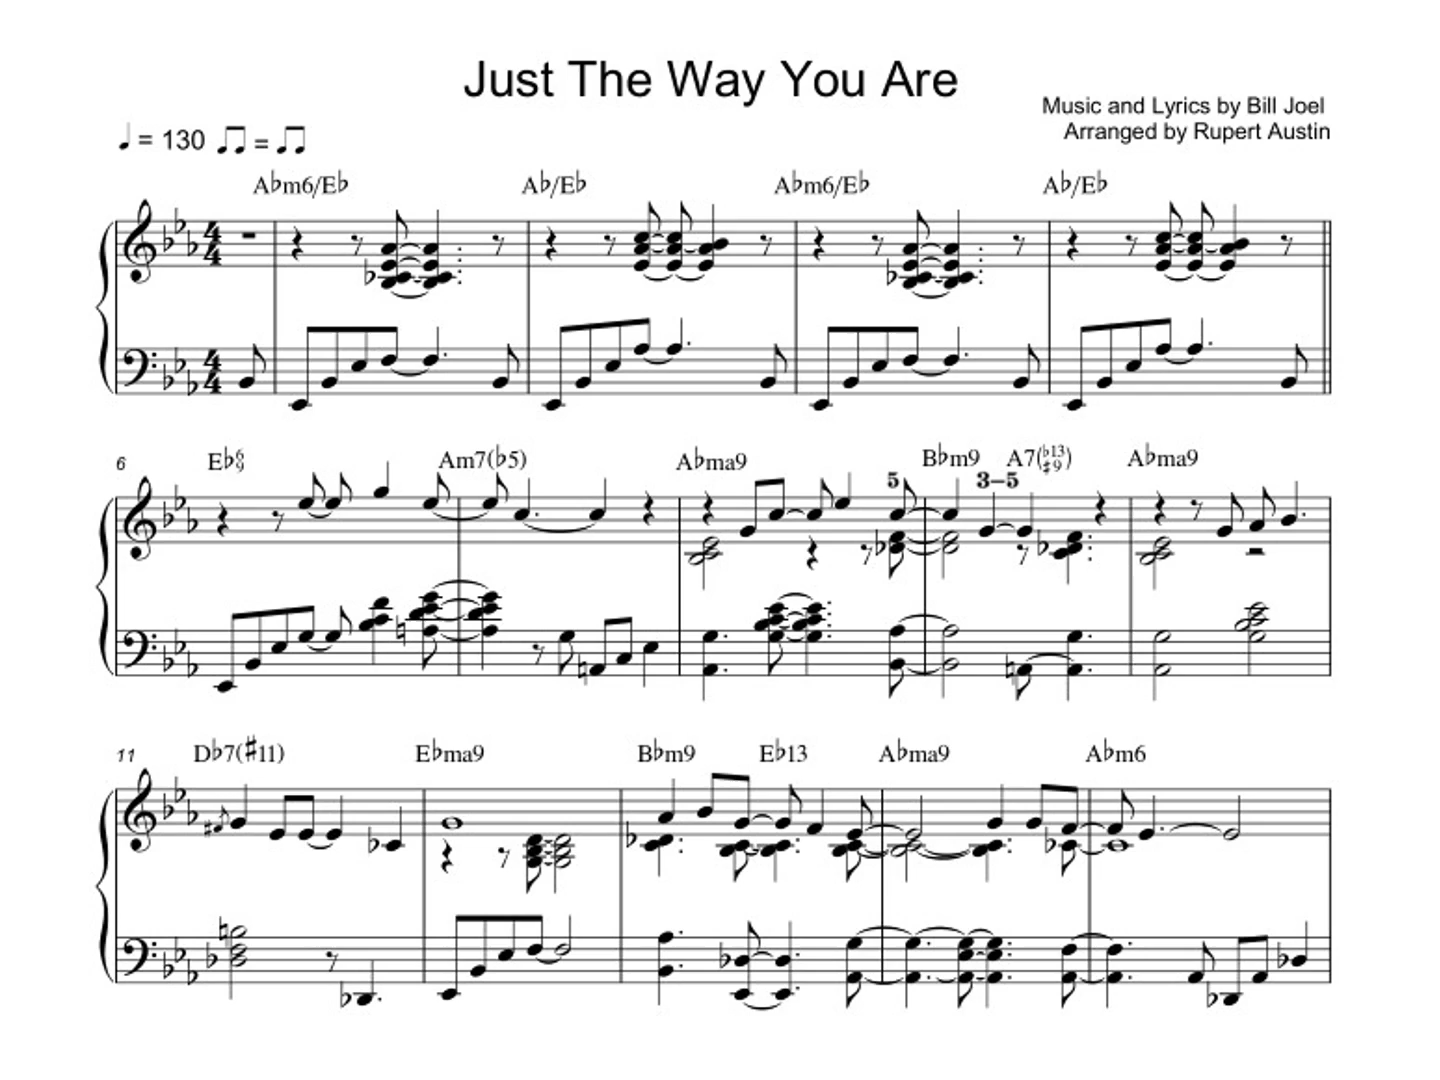 Just The Way You Are
Music and Lyrics by Bill Joel
Arranged by Rupert Austin
♩ = 130 ♫ = ♫
A♭m6/E♭ A♭/E♭ A♭m6/E♭ A♭/E♭
6 E♭6/9 Am7(♭5) A♭ma9 B♭m9 A7(♭13 ♯9) A♭ma9
5 3–5
11 D♭7(♯11) E♭ma9 B♭m9 E♭13 A♭ma9 A♭m6